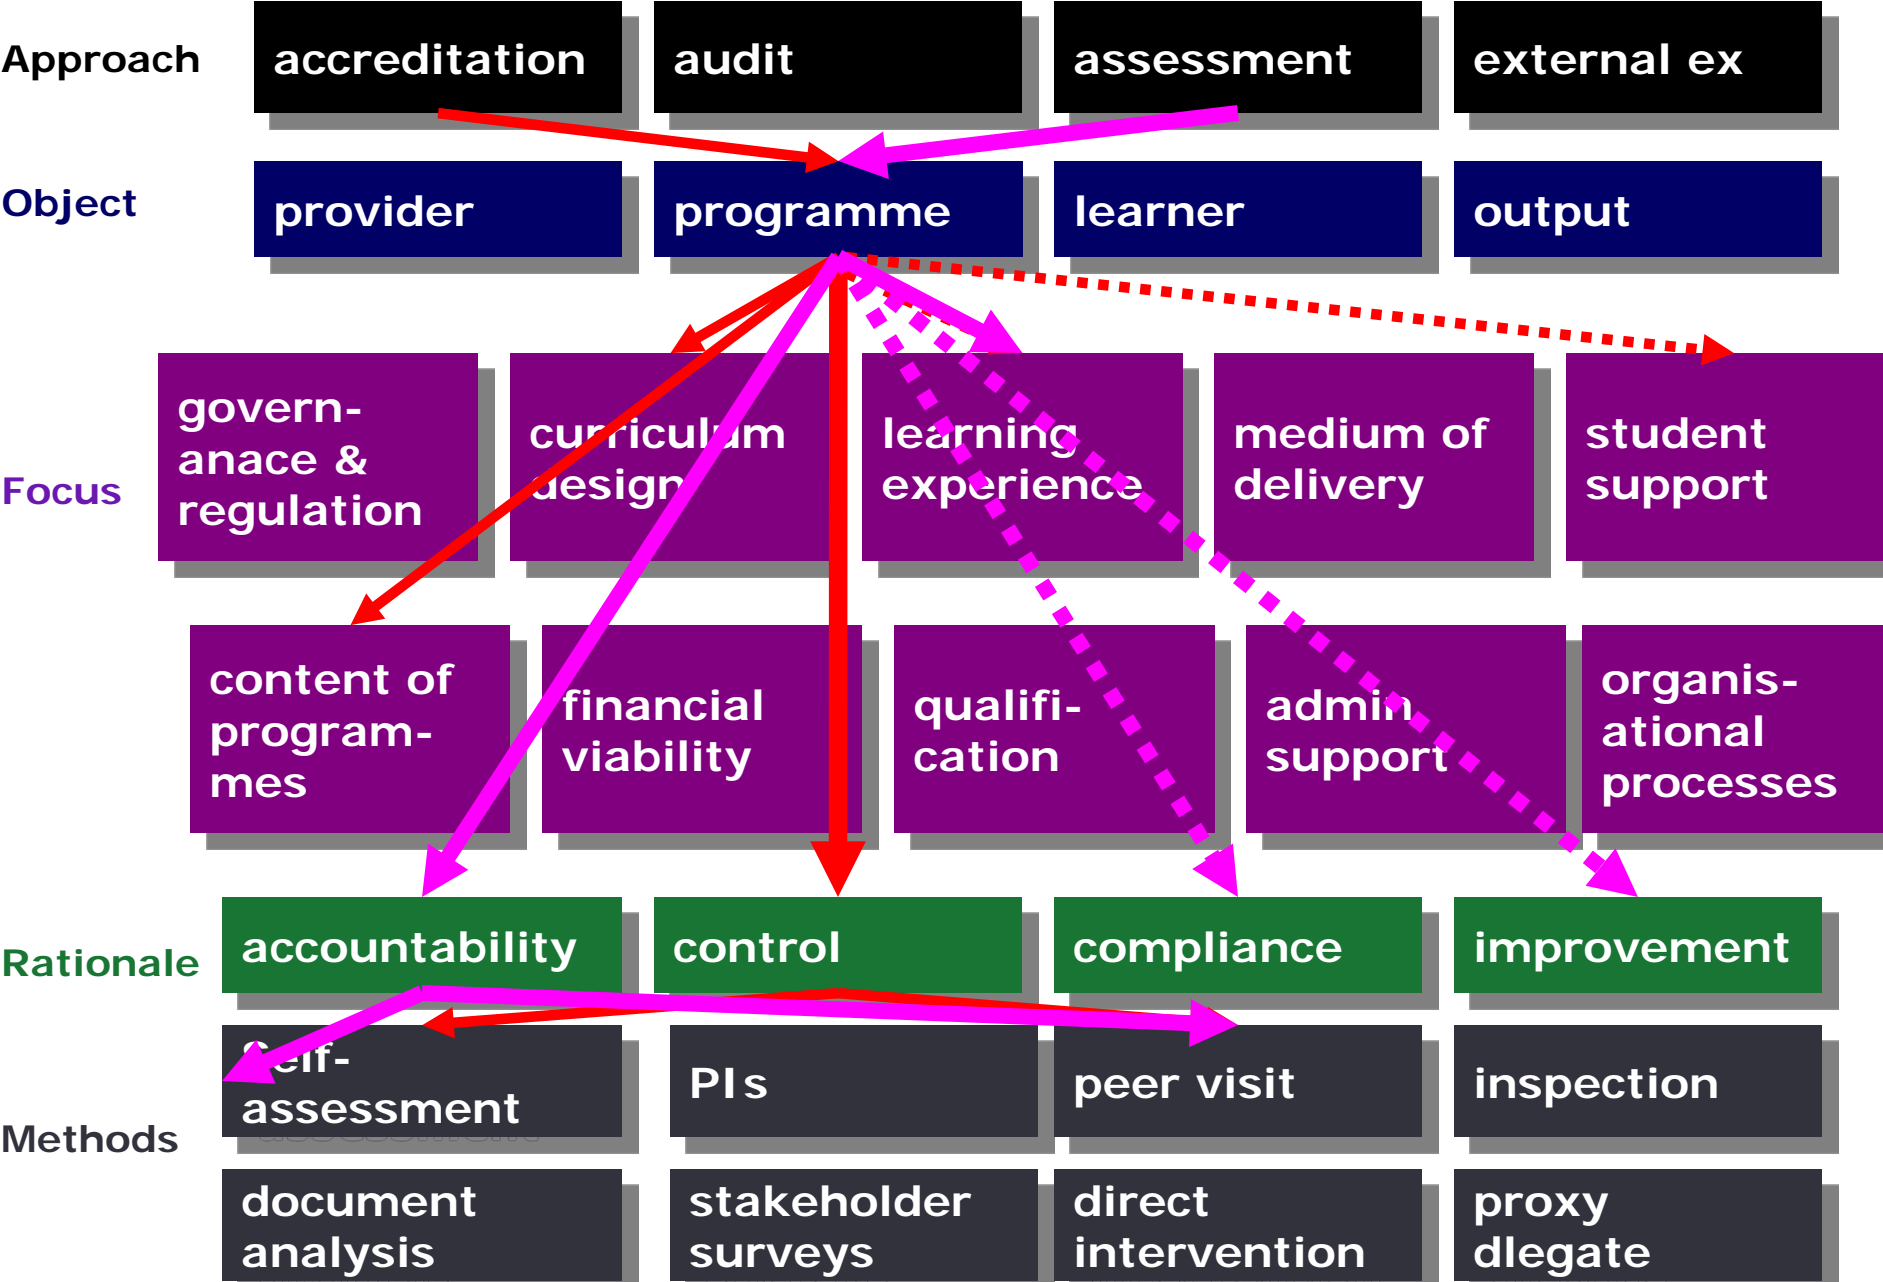 Approach
accreditation
audit
assessment
external ex
Object
provider
programme
learner
output
Focus
govern-
anace &
regulation
curriculum
design
learning
experience
medium of
delivery
student
support
content of
program-
mes
financial
viability
qualifi-
cation
admin
support
organis-
ational
processes
Rationale
accountability
control
compliance
improvement
Methods
Self-
assessment
PIs
peer visit
inspection
document
analysis
stakeholder
surveys
direct
intervention
proxy
dlegate